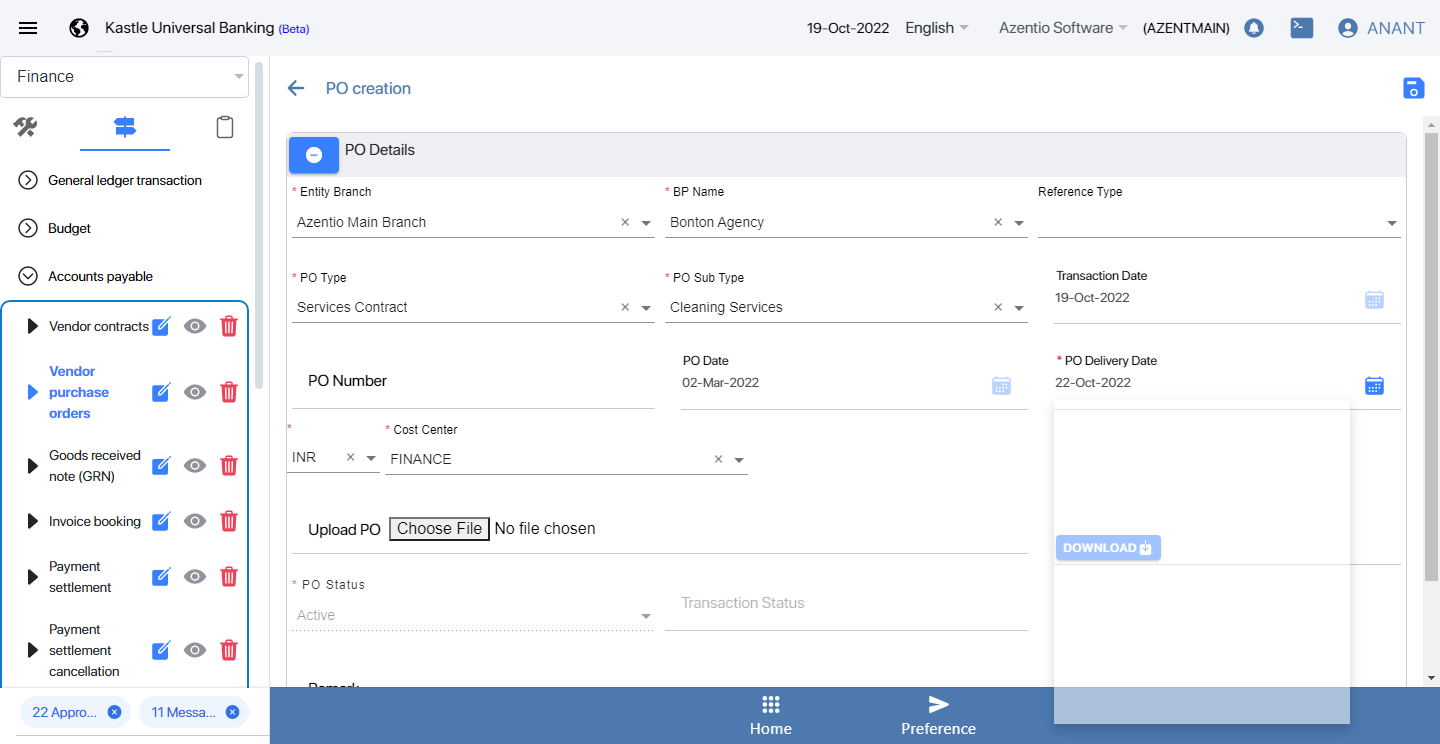 Kastle Universal Banking (Beta)
19-Oct-2022 English Azentio Software (AZENTMAIN) ANANT
Finance
General ledger transaction
Budget
Accounts payable
Vendor contracts
Vendor
purchase
orders
Goods received
note (GRN)
Invoice booking
Payment
settlement
Payment
settlement
cancellation
22 Appro...
11 Messa...
PO creation
PO Details
* Entity Branch
Azentio Main Branch ×
* BP Name
Bonton Agency ×
Reference Type
* PO Type
Services Contract ×
* PO Sub Type
Cleaning Services ×
Transaction Date
19-Oct-2022
PO Number
PO Date
02-Mar-2022
* PO Delivery Date
22-Oct-2022
*
INR ×
* Cost Center
FINANCE ×
Upload PO Choose File No file chosen
DOWNLOAD
* PO Status
Active
Transaction Status
Remark
Home
Preference